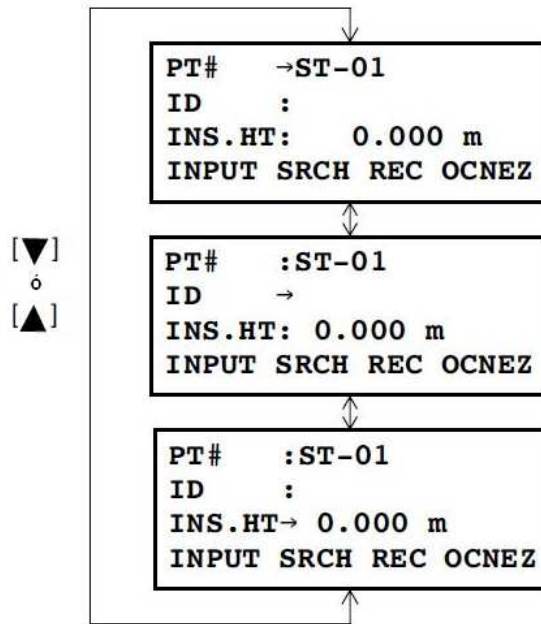 PT# →ST-01
ID :
INS.HT: 0.000 m
INPUT SRCH REC OCNEZ
[▼]
ó
[▲]
PT# :ST-01
ID →
INS.HT: 0.000 m
INPUT SRCH REC OCNEZ
PT# :ST-01
ID :
INS.HT→ 0.000 m
INPUT SRCH REC OCNEZ